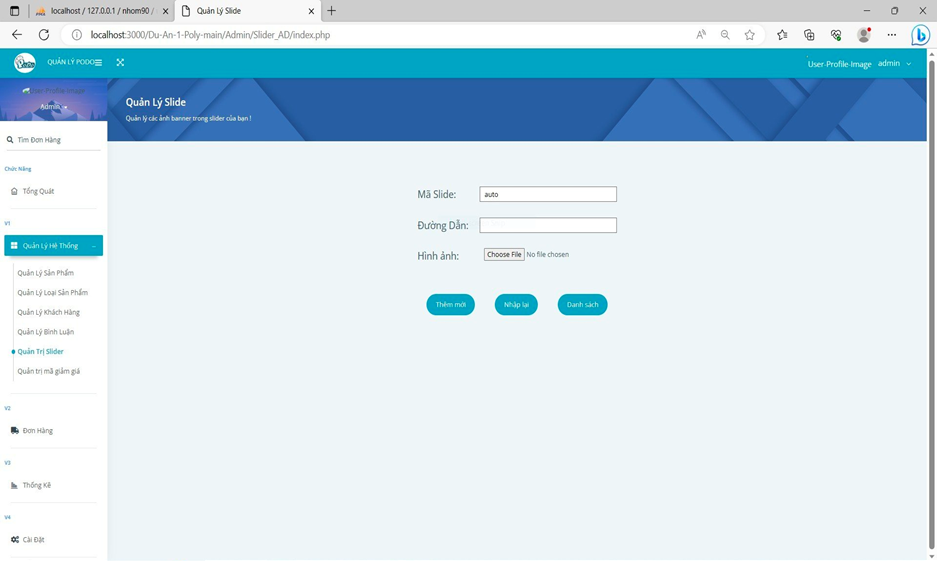 localhost / 127.0.0.1 / nhom90 /
Quản Lý Slide
localhost:3000/Du-An-1-Poly-main/Admin/Slider_AD/index.php
QUẢN LÝ PODO
User-Profile-Image admin
User-Profile-Image
Admin
Tìm Đơn Hàng
Chức Năng
Tổng Quát
V1
Quản Lý Hệ Thống
Quản Lý Sản Phẩm
Quản Lý Loại Sản Phẩm
Quản Lý Khách Hàng
Quản Lý Bình Luận
Quản Trị Slider
Quản trị mã giảm giá
V2
Đơn Hàng
V3
Thống Kê
V4
Cài Đặt
Quản Lý Slide
Quản lý các ảnh banner trong slider của bạn !
Mã Slide: auto
Đường Dẫn:
Hình ảnh: Choose File No file chosen
Thêm mới Nhập lại Danh sách